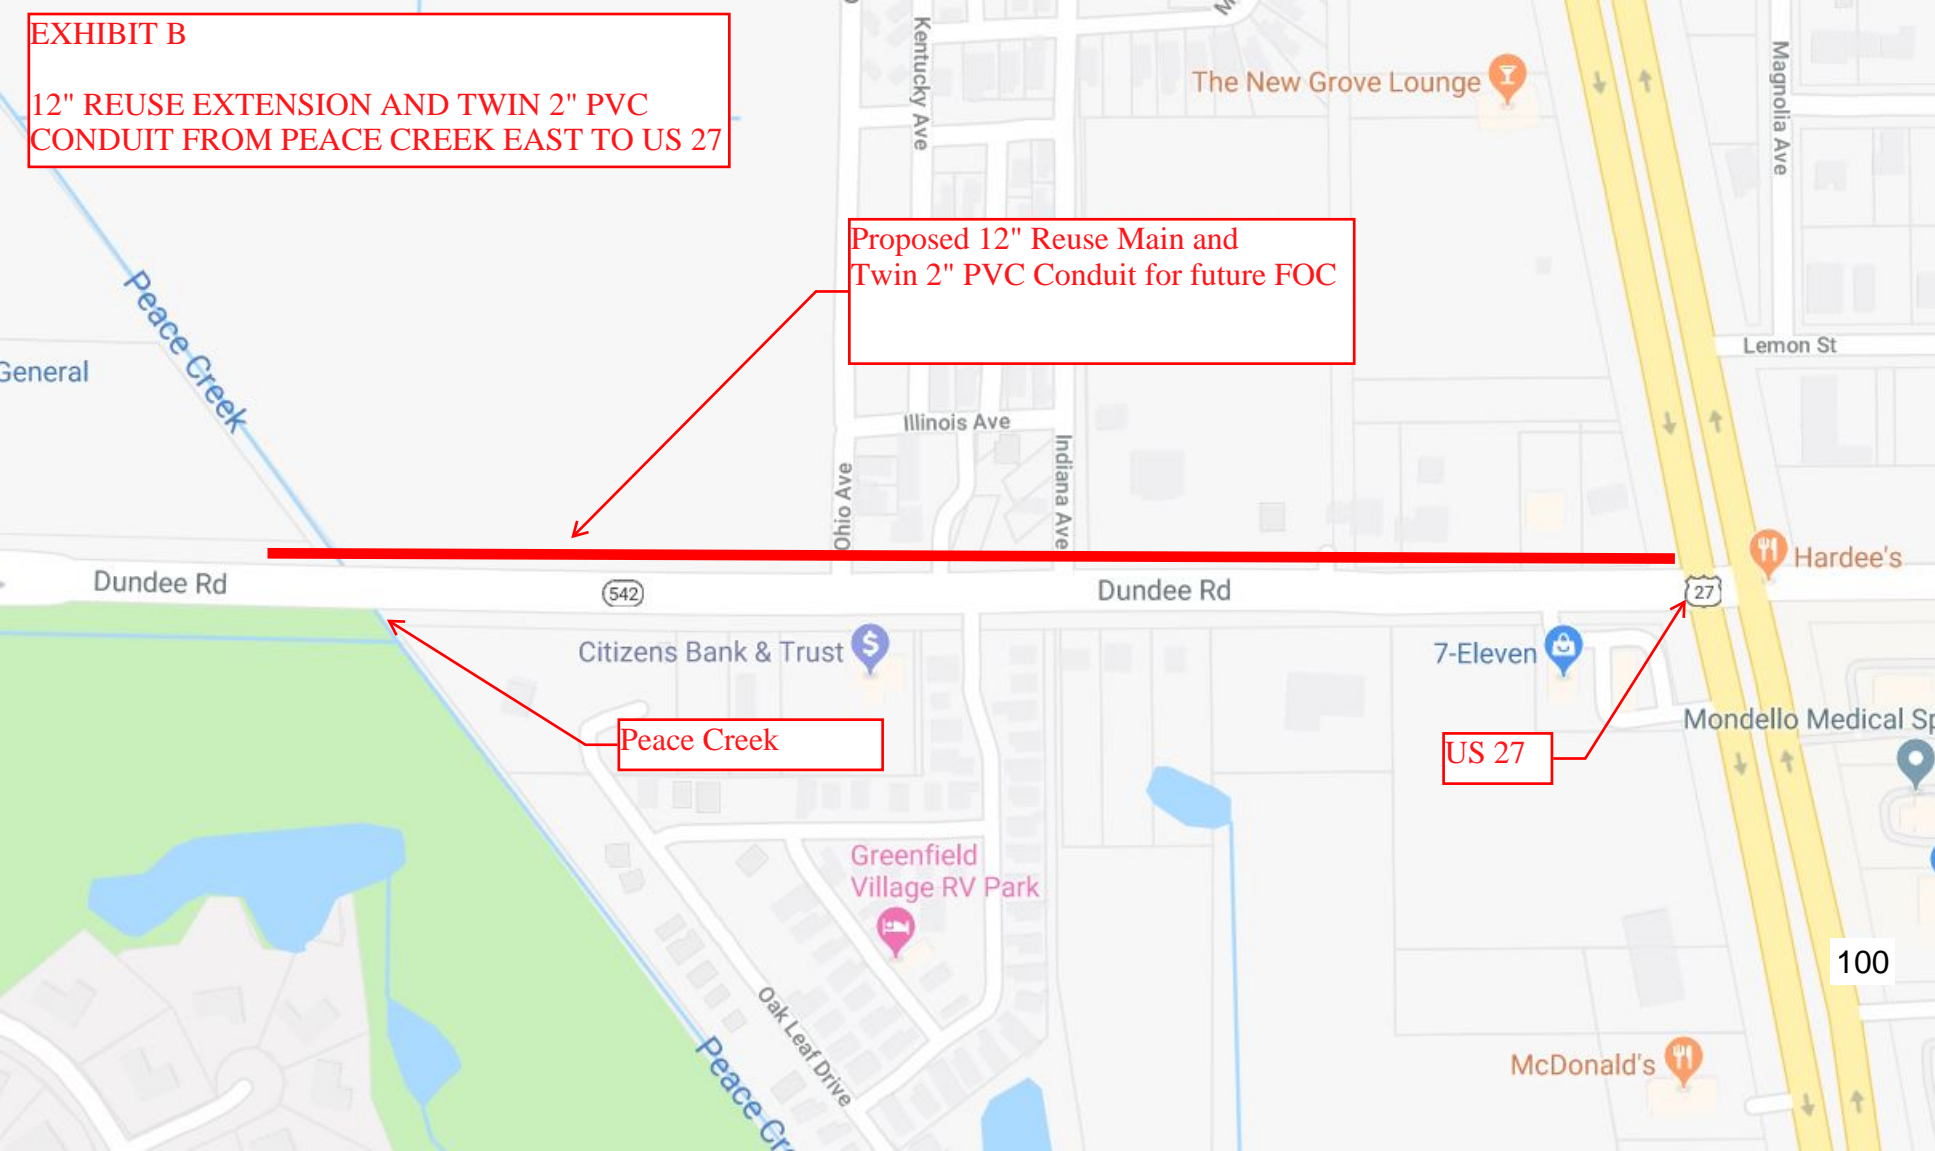 EXHIBIT B
12" REUSE EXTENSION AND TWIN 2" PVC
CONDUIT FROM PEACE CREEK EAST TO US 27
Kentucky Ave
The New Grove Lounge
Magnolia Ave
Proposed 12" Reuse Main and
Twin 2" PVC Conduit for future FOC
Peace Creek
General
Lemon St
Illinois Ave
Indiana Ave
Ohio Ave
Hardee's
Dundee Rd
542
Dundee Rd
27
Citizens Bank & Trust
7-Eleven
Peace Creek
US 27
Mondello Medical Sp
Greenfield
Village RV Park
100
Oak Leaf Drive
Peace Cr
McDonald's